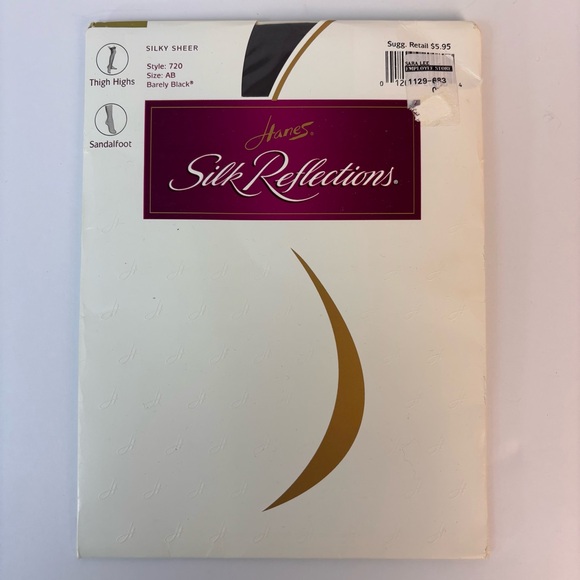 SILKY SHEER
Style: 720
Size: AB
Barely Black®
Thigh Highs
Sandalfoot
Sugg. Retail $5.95
SARA LEE
EMPLOYEE STORE
1129-683
Hanes®
Silk Reflections®